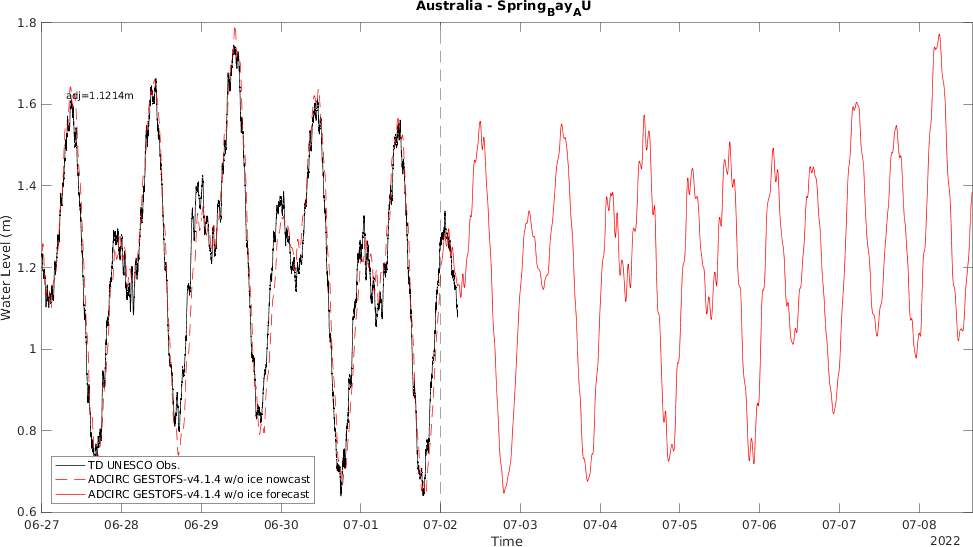 Australia - SpringBayAU
1.8
adj=1.1214m
1.6
1.4
Water Level (m)
1.2
1
0.8
0.6
TD UNESCO Obs.
ADCIRC GESTOFS-v4.1.4 w/o ice nowcast
ADCIRC GESTOFS-v4.1.4 w/o ice forecast
06-27 06-28 06-29 06-30 07-01 07-02 07-03 07-04 07-05 07-06 07-07 07-08
Time
2022